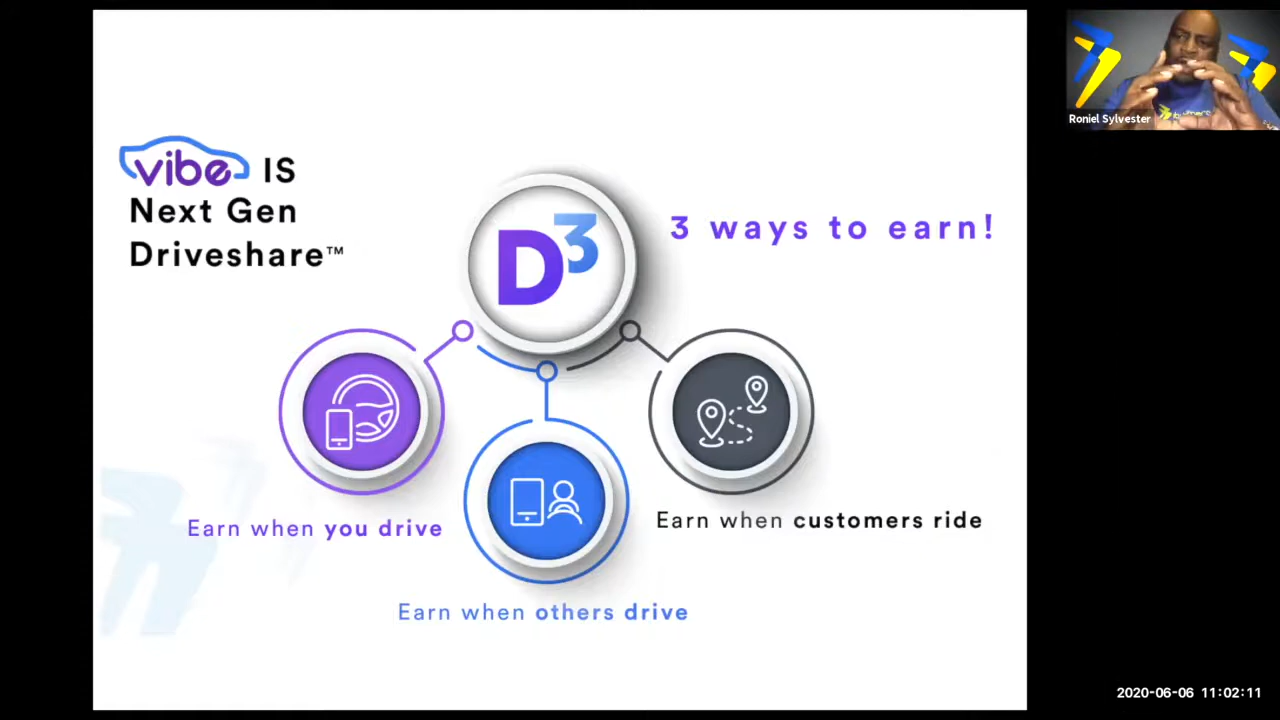 vibe IS
Next Gen
Driveshare™
D3
3 ways to earn!
Earn when you drive
Earn when others drive
Earn when customers ride
Roniel Sylvester
2020-06-06 11:02:11